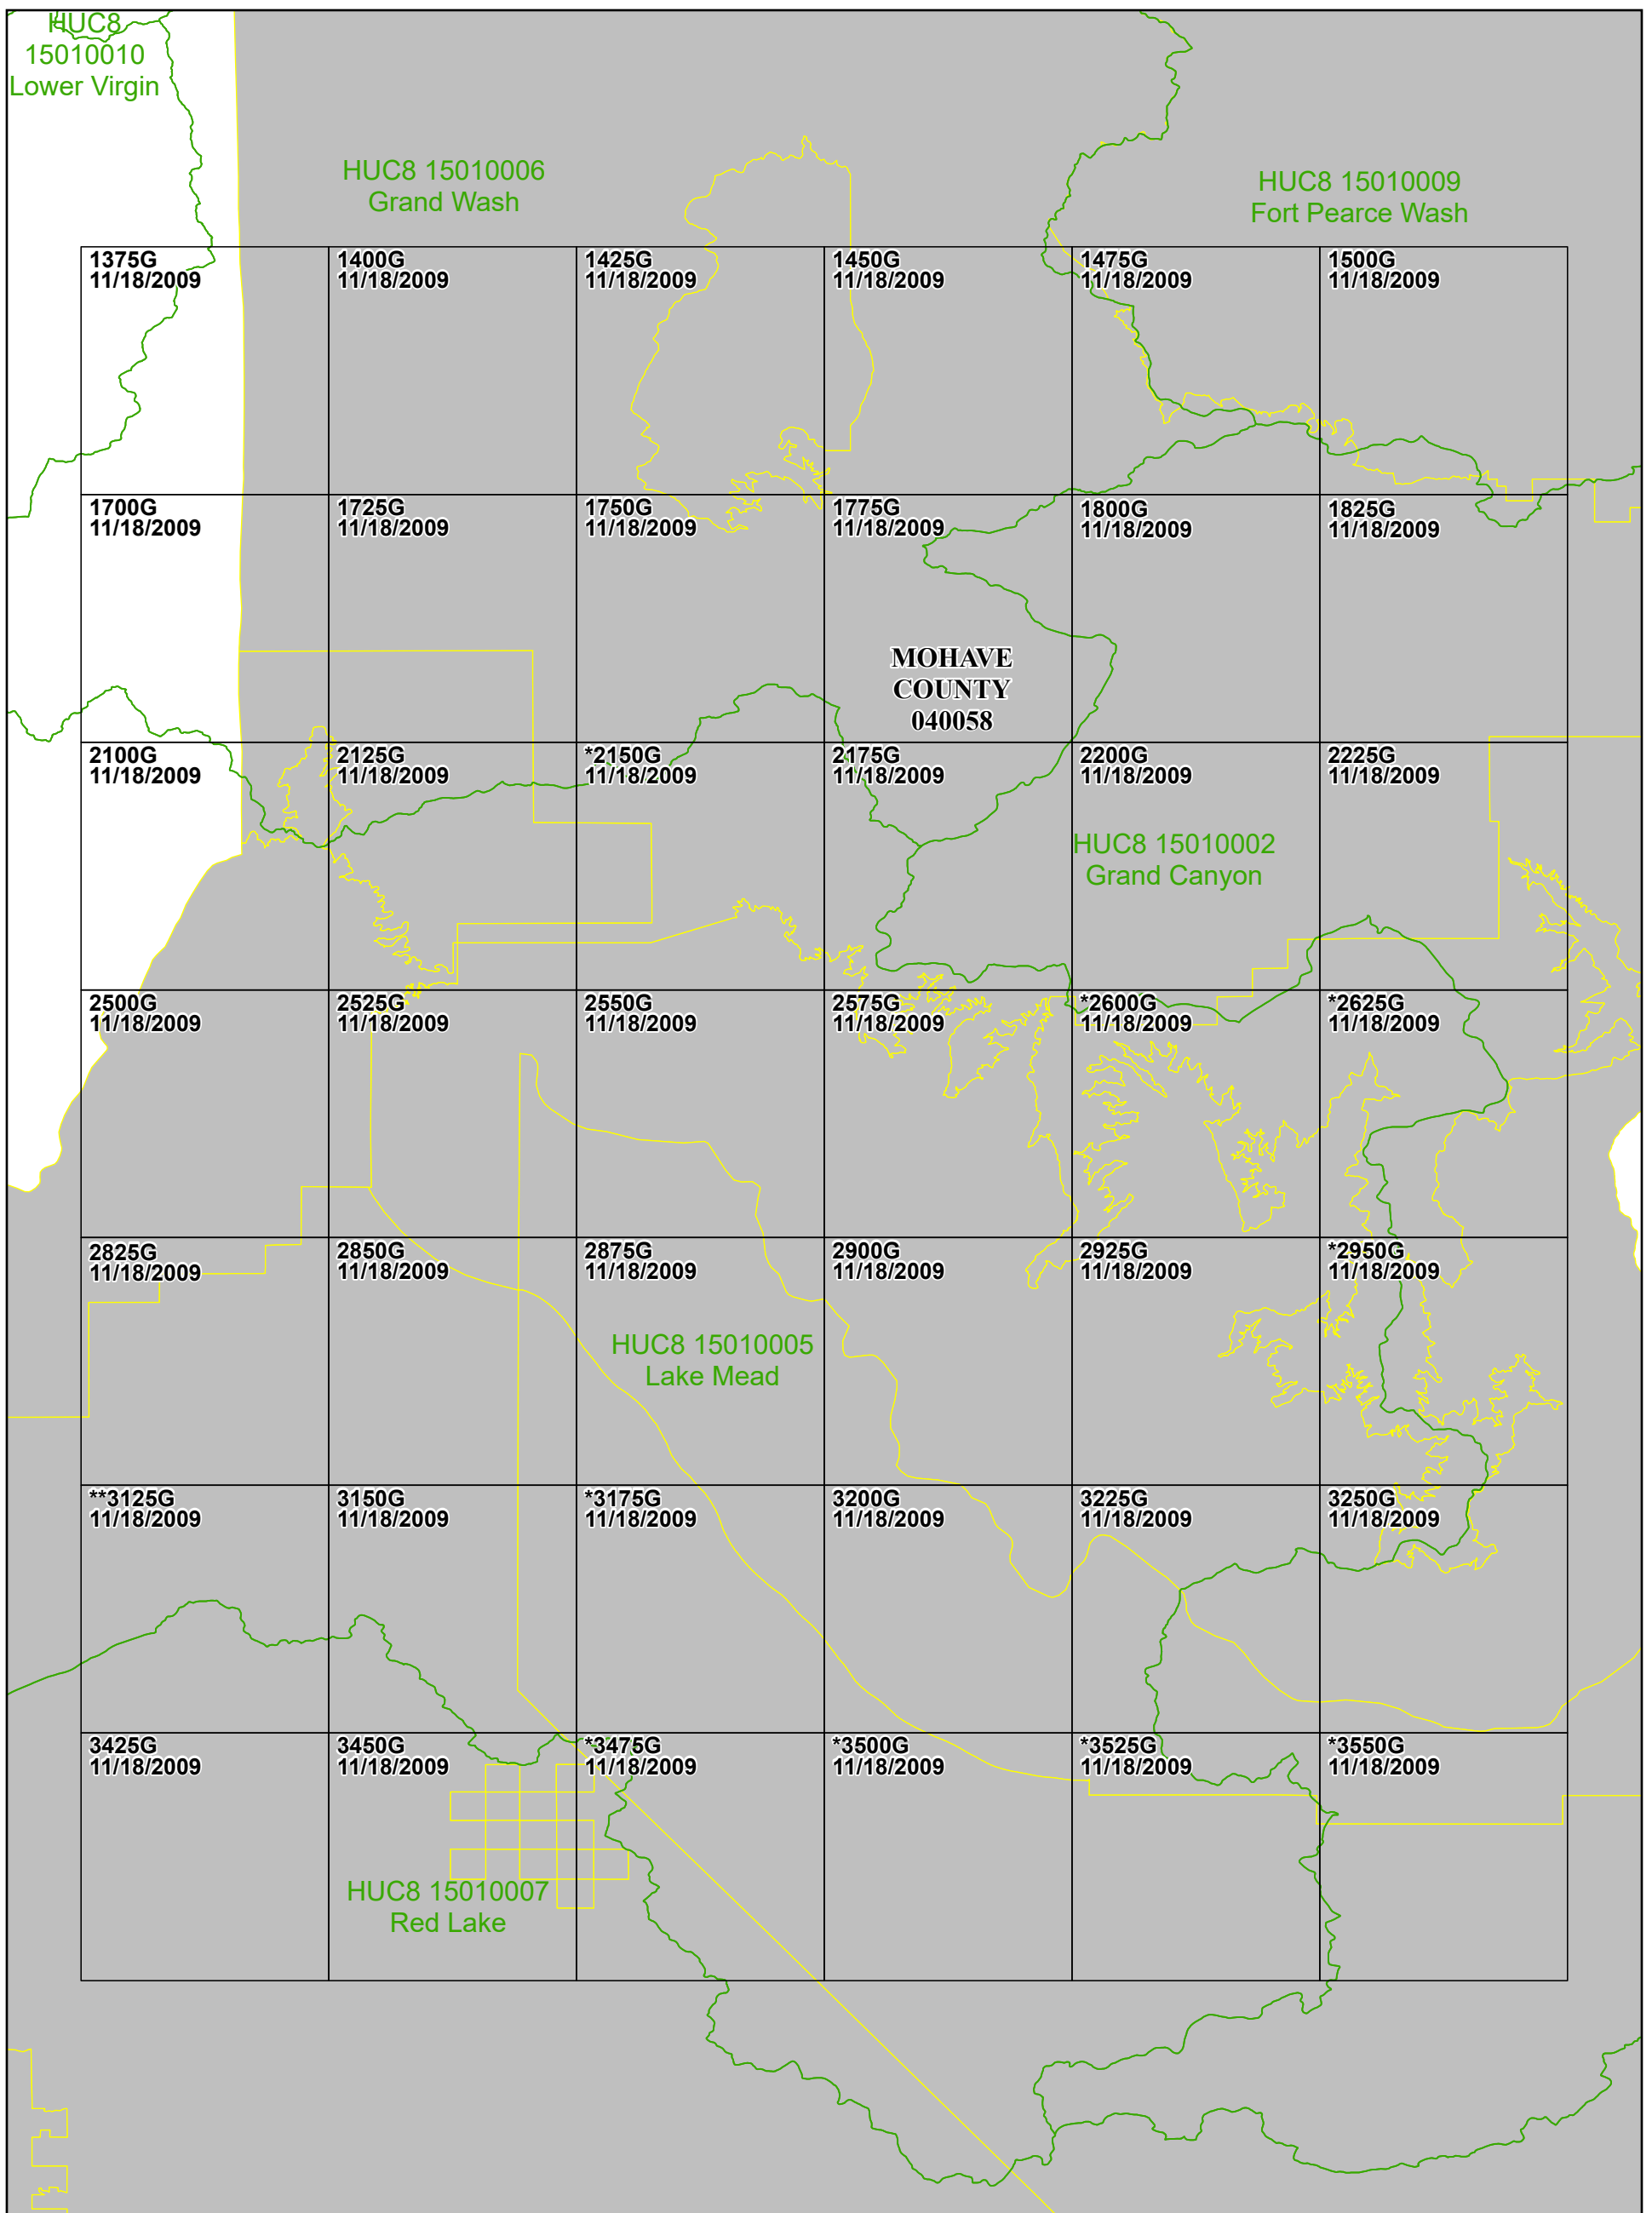 HUC8
15010010
Lower Virgin
HUC8 15010006
Grand Wash
HUC8 15010009
Fort Pearce Wash
1375G
11/18/2009
1400G
11/18/2009
1425G
11/18/2009
1450G
11/18/2009
1475G
11/18/2009
1500G
11/18/2009
1700G
11/18/2009
1725G
11/18/2009
1750G
11/18/2009
1775G
11/18/2009
1800G
11/18/2009
1825G
11/18/2009
MOHAVE
COUNTY
040058
2100G
11/18/2009
2125G
11/18/2009
*2150G
11/18/2009
2175G
11/18/2009
2200G
11/18/2009
2225G
11/18/2009
HUC8 15010002
Grand Canyon
2500G
11/18/2009
2525G
11/18/2009
2550G
11/18/2009
2575G
11/18/2009
*2600G
11/18/2009
*2625G
11/18/2009
2825G
11/18/2009
2850G
11/18/2009
2875G
11/18/2009
2900G
11/18/2009
2925G
11/18/2009
*2950G
11/18/2009
HUC8 15010005
Lake Mead
**3125G
11/18/2009
3150G
11/18/2009
*3175G
11/18/2009
3200G
11/18/2009
3225G
11/18/2009
3250G
11/18/2009
3425G
11/18/2009
3450G
11/18/2009
*3475G
11/18/2009
*3500G
11/18/2009
*3525G
11/18/2009
*3550G
11/18/2009
HUC8 15010007
Red Lake